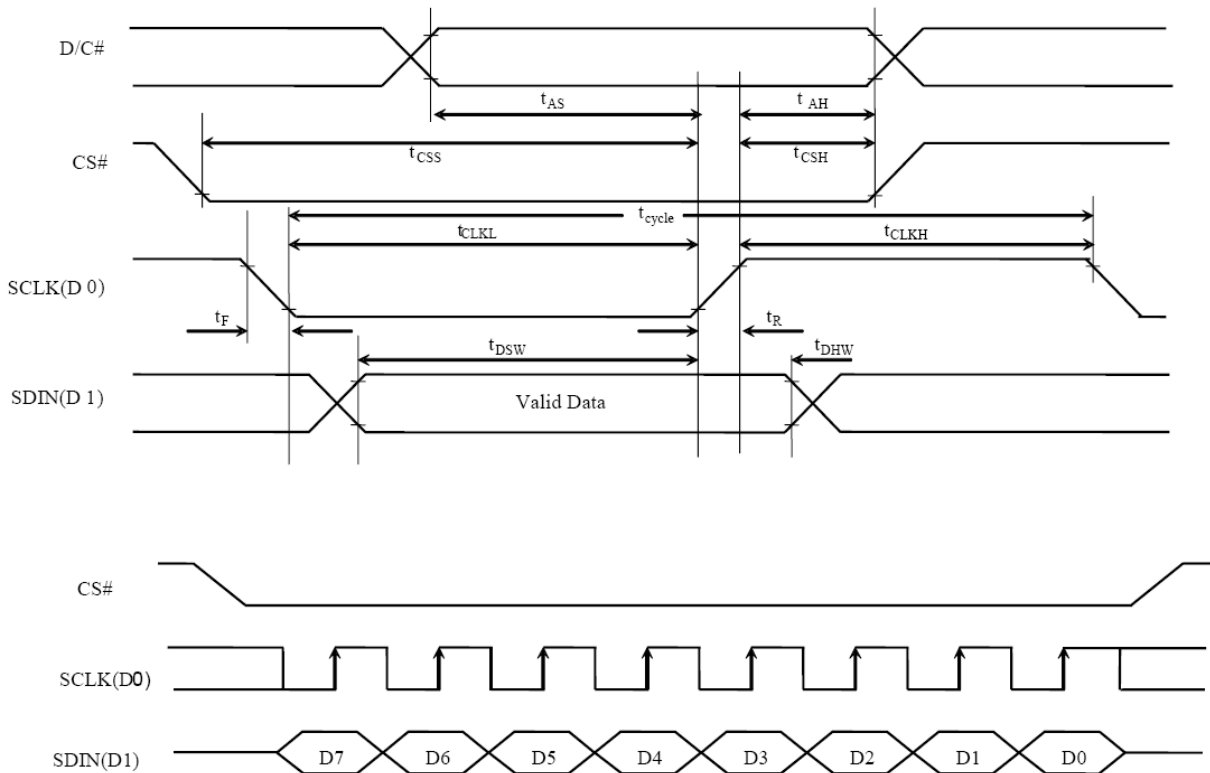 D/C#
tAS
t AH
CS#
tCSS
tCSH
tcycle
tCLKL
tCLKH
SCLK(D 0)
tF
tR
tDSW
tDHW
SDIN(D 1)
Valid Data
CS#
SCLK(D0)
SDIN(D1)
D7 D6 D5 D4 D3 D2 D1 D0